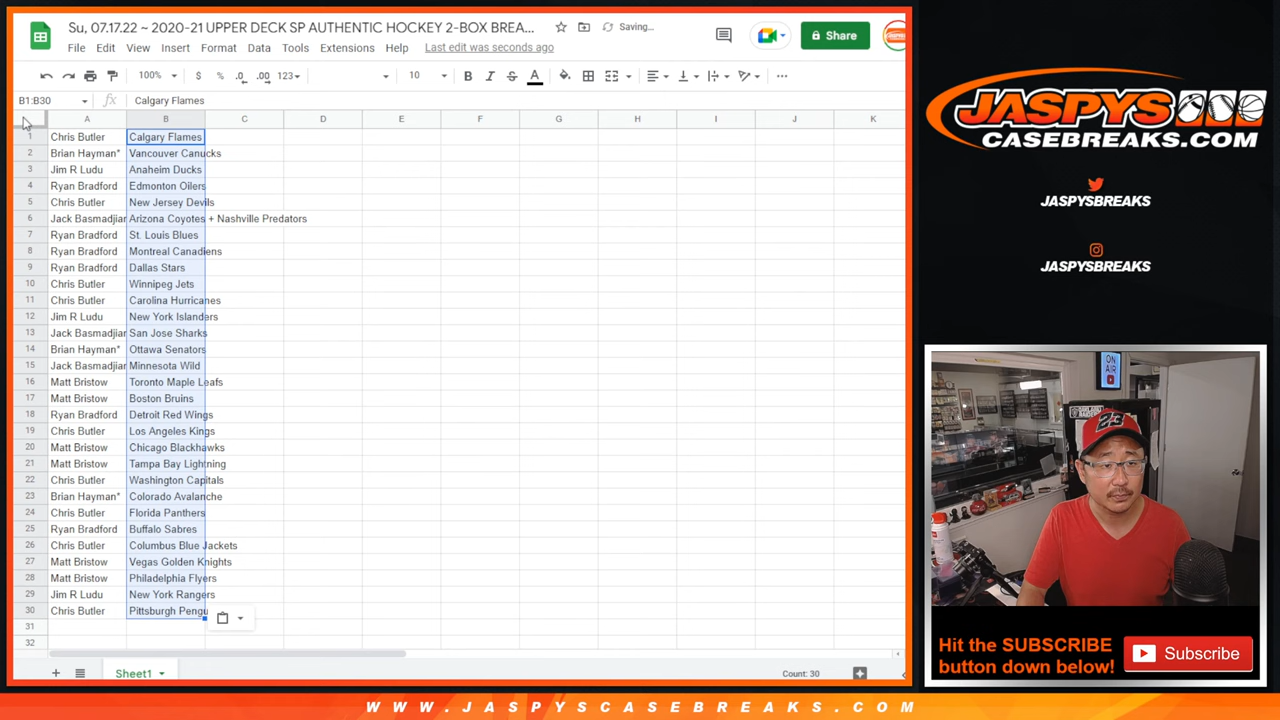 Su, 07.17.22 ~ 2020-21 UPPER DECK SP AUTHENTIC HOCKEY 2-BOX BREA...
Saving...
File Edit View Insert Format Data Tools Extensions Help Last edit was seconds ago
Share
100% $ % .0 .00 123 10 B I S A
B1:B30 fx Calgary Flames
A B C D E F G H I J K
1 Chris Butler Calgary Flames
2 Brian Hayman* Vancouver Canucks
3 Jim R Ludu Anaheim Ducks
4 Ryan Bradford Edmonton Oilers
5 Chris Butler New Jersey Devils
6 Jack Basmadjian Arizona Coyotes + Nashville Predators
7 Ryan Bradford St. Louis Blues
8 Ryan Bradford Montreal Canadiens
9 Ryan Bradford Dallas Stars
10 Chris Butler Winnipeg Jets
11 Chris Butler Carolina Hurricanes
12 Jim R Ludu New York Islanders
13 Jack Basmadjian San Jose Sharks
14 Brian Hayman* Ottawa Senators
15 Jack Basmadjian Minnesota Wild
16 Matt Bristow Toronto Maple Leafs
17 Matt Bristow Boston Bruins
18 Ryan Bradford Detroit Red Wings
19 Chris Butler Los Angeles Kings
20 Matt Bristow Chicago Blackhawks
21 Matt Bristow Tampa Bay Lightning
22 Chris Butler Washington Capitals
23 Brian Hayman* Colorado Avalanche
24 Chris Butler Florida Panthers
25 Ryan Bradford Buffalo Sabres
26 Chris Butler Columbus Blue Jackets
27 Matt Bristow Vegas Golden Knights
28 Matt Bristow Philadelphia Flyers
29 Jim R Ludu New York Rangers
30 Chris Butler Pittsburgh Pengu
31
32
Sheet1
Count: 30
JASPYS
CASEBREAKS.COM
JASPYSBREAKS
JASPYSBREAKS
ON AIR
23
Hit the SUBSCRIBE
button down below!
Subscribe
WWW.JASPYSCASEBREAKS.COM